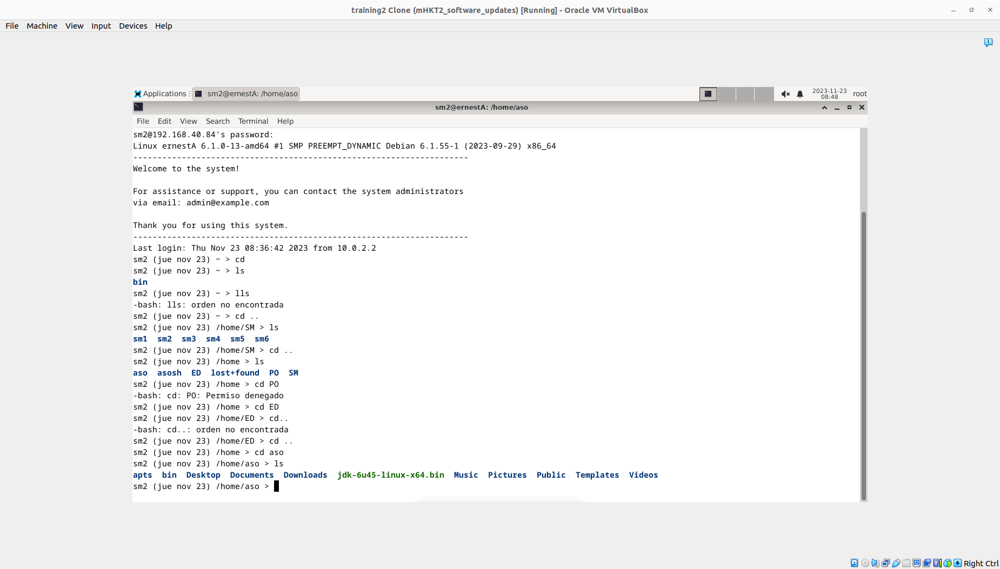 training2 Clone (mHKT2_software_updates) [Running] - Oracle VM VirtualBox
File Machine View Input Devices Help
Applications sm2@ernestA: /home/aso 2023-11-23 08:48 root
sm2@ernestA: /home/aso
File Edit View Search Terminal Help
sm2@192.168.40.84's password:
Linux ernestA 6.1.0-13-amd64 #1 SMP PREEMPT_DYNAMIC Debian 6.1.55-1 (2023-09-29) x86_64
---------------------------------------------------------------------
Welcome to the system!
For assistance or support, you can contact the system administrators
via email: admin@example.com
Thank you for using this system.
---------------------------------------------------------------------
Last login: Thu Nov 23 08:36:42 2023 from 10.0.2.2
sm2 (jue nov 23) ~ > cd
sm2 (jue nov 23) ~ > ls
bin
sm2 (jue nov 23) ~ > lls
-bash: lls: orden no encontrada
sm2 (jue nov 23) ~ > cd ..
sm2 (jue nov 23) /home/SM > ls
sm1 sm2 sm3 sm4 sm5 sm6
sm2 (jue nov 23) /home/SM > cd ..
sm2 (jue nov 23) /home > ls
aso asosh ED lost+found PO SM
sm2 (jue nov 23) /home > cd PO
-bash: cd: PO: Permiso denegado
sm2 (jue nov 23) /home > cd ED
sm2 (jue nov 23) /home/ED > cd..
-bash: cd..: orden no encontrada
sm2 (jue nov 23) /home/ED > cd ..
sm2 (jue nov 23) /home > cd aso
sm2 (jue nov 23) /home/aso > ls
apts bin Desktop Documents Downloads jdk-6u45-linux-x64.bin Music Pictures Public Templates Videos
sm2 (jue nov 23) /home/aso >
Right Ctrl